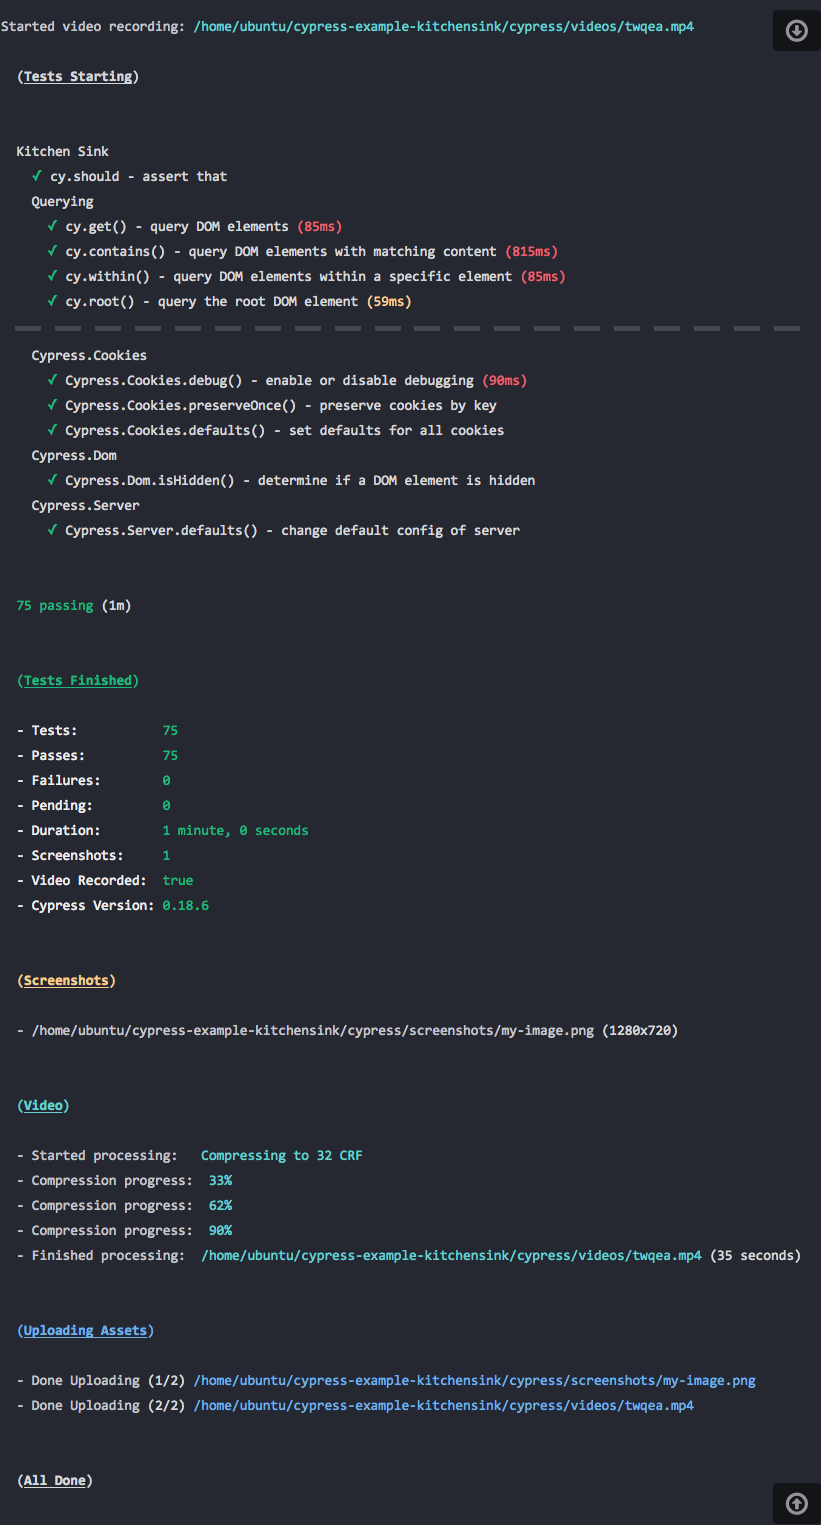 Started video recording: /home/ubuntu/cypress-example-kitchensink/cypress/videos/twqea.mp4
(Tests Starting)
Kitchen Sink
✓ cy.should - assert that
Querying
✓ cy.get() - query DOM elements (85ms)
✓ cy.contains() - query DOM elements with matching content (815ms)
✓ cy.within() - query DOM elements within a specific element (85ms)
✓ cy.root() - query the root DOM element (59ms)
Cypress.Cookies
✓ Cypress.Cookies.debug() - enable or disable debugging (90ms)
✓ Cypress.Cookies.preserveOnce() - preserve cookies by key
✓ Cypress.Cookies.defaults() - set defaults for all cookies
Cypress.Dom
✓ Cypress.Dom.isHidden() - determine if a DOM element is hidden
Cypress.Server
✓ Cypress.Server.defaults() - change default config of server
75 passing (1m)
(Tests Finished)
- Tests: 75
- Passes: 75
- Failures: 0
- Pending: 0
- Duration: 1 minute, 0 seconds
- Screenshots: 1
- Video Recorded: true
- Cypress Version: 0.18.6
(Screenshots)
- /home/ubuntu/cypress-example-kitchensink/cypress/screenshots/my-image.png (1280x720)
(Video)
- Started processing: Compressing to 32 CRF
- Compression progress: 33%
- Compression progress: 62%
- Compression progress: 90%
- Finished processing: /home/ubuntu/cypress-example-kitchensink/cypress/videos/twqea.mp4 (35 seconds)
(Uploading Assets)
- Done Uploading (1/2) /home/ubuntu/cypress-example-kitchensink/cypress/screenshots/my-image.png
- Done Uploading (2/2) /home/ubuntu/cypress-example-kitchensink/cypress/videos/twqea.mp4
(All Done)